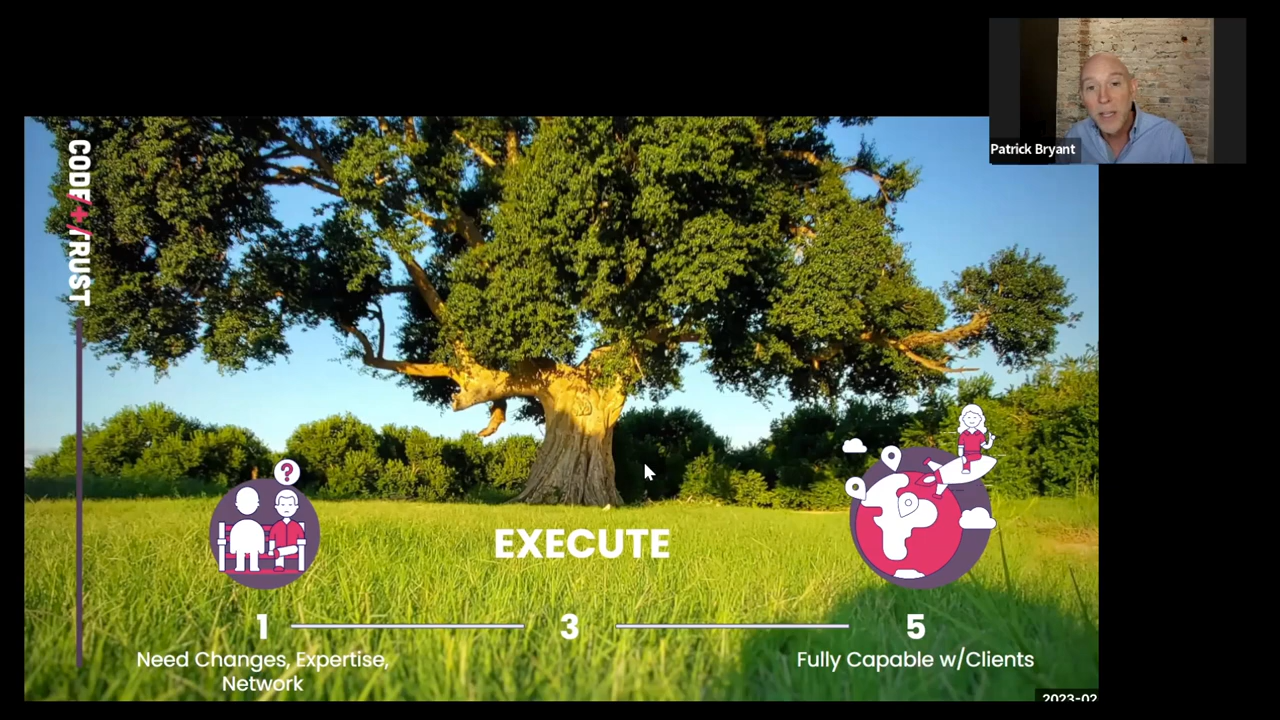 Patrick Bryant
CODE/+/TRUST
?
EXECUTE
1
3
5
Need Changes, Expertise,
Network
Fully Capable w/Clients
2023-02